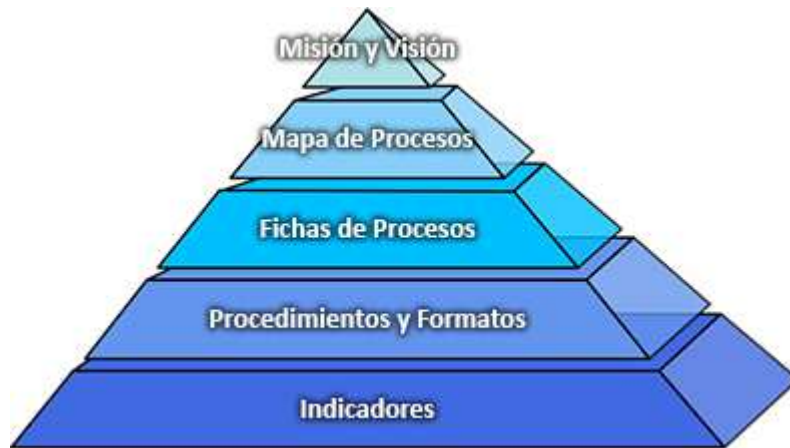 Misión y Visión
Mapa de Procesos
Fichas de Procesos
Procedimientos y Formatos
Indicadores